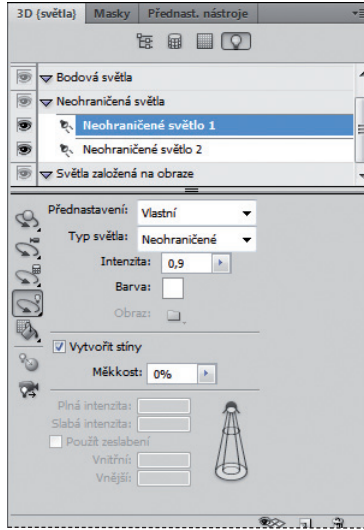 3D {světla} Masky Přednast. nástroje
Bodová světla
Neohraničená světla
Neohraničené světlo 1
Neohraničené světlo 2
Světla založená na obraze
Přednastavení: Vlastní
Typ světla: Neohraničené
Intenzita: 0,9
Barva:
Obraz:
Vytvořit stíny
Měkkost: 0%
Plná intenzita:
Slabá intenzita:
Použít zeslabení
Vnitřní:
Vnější: